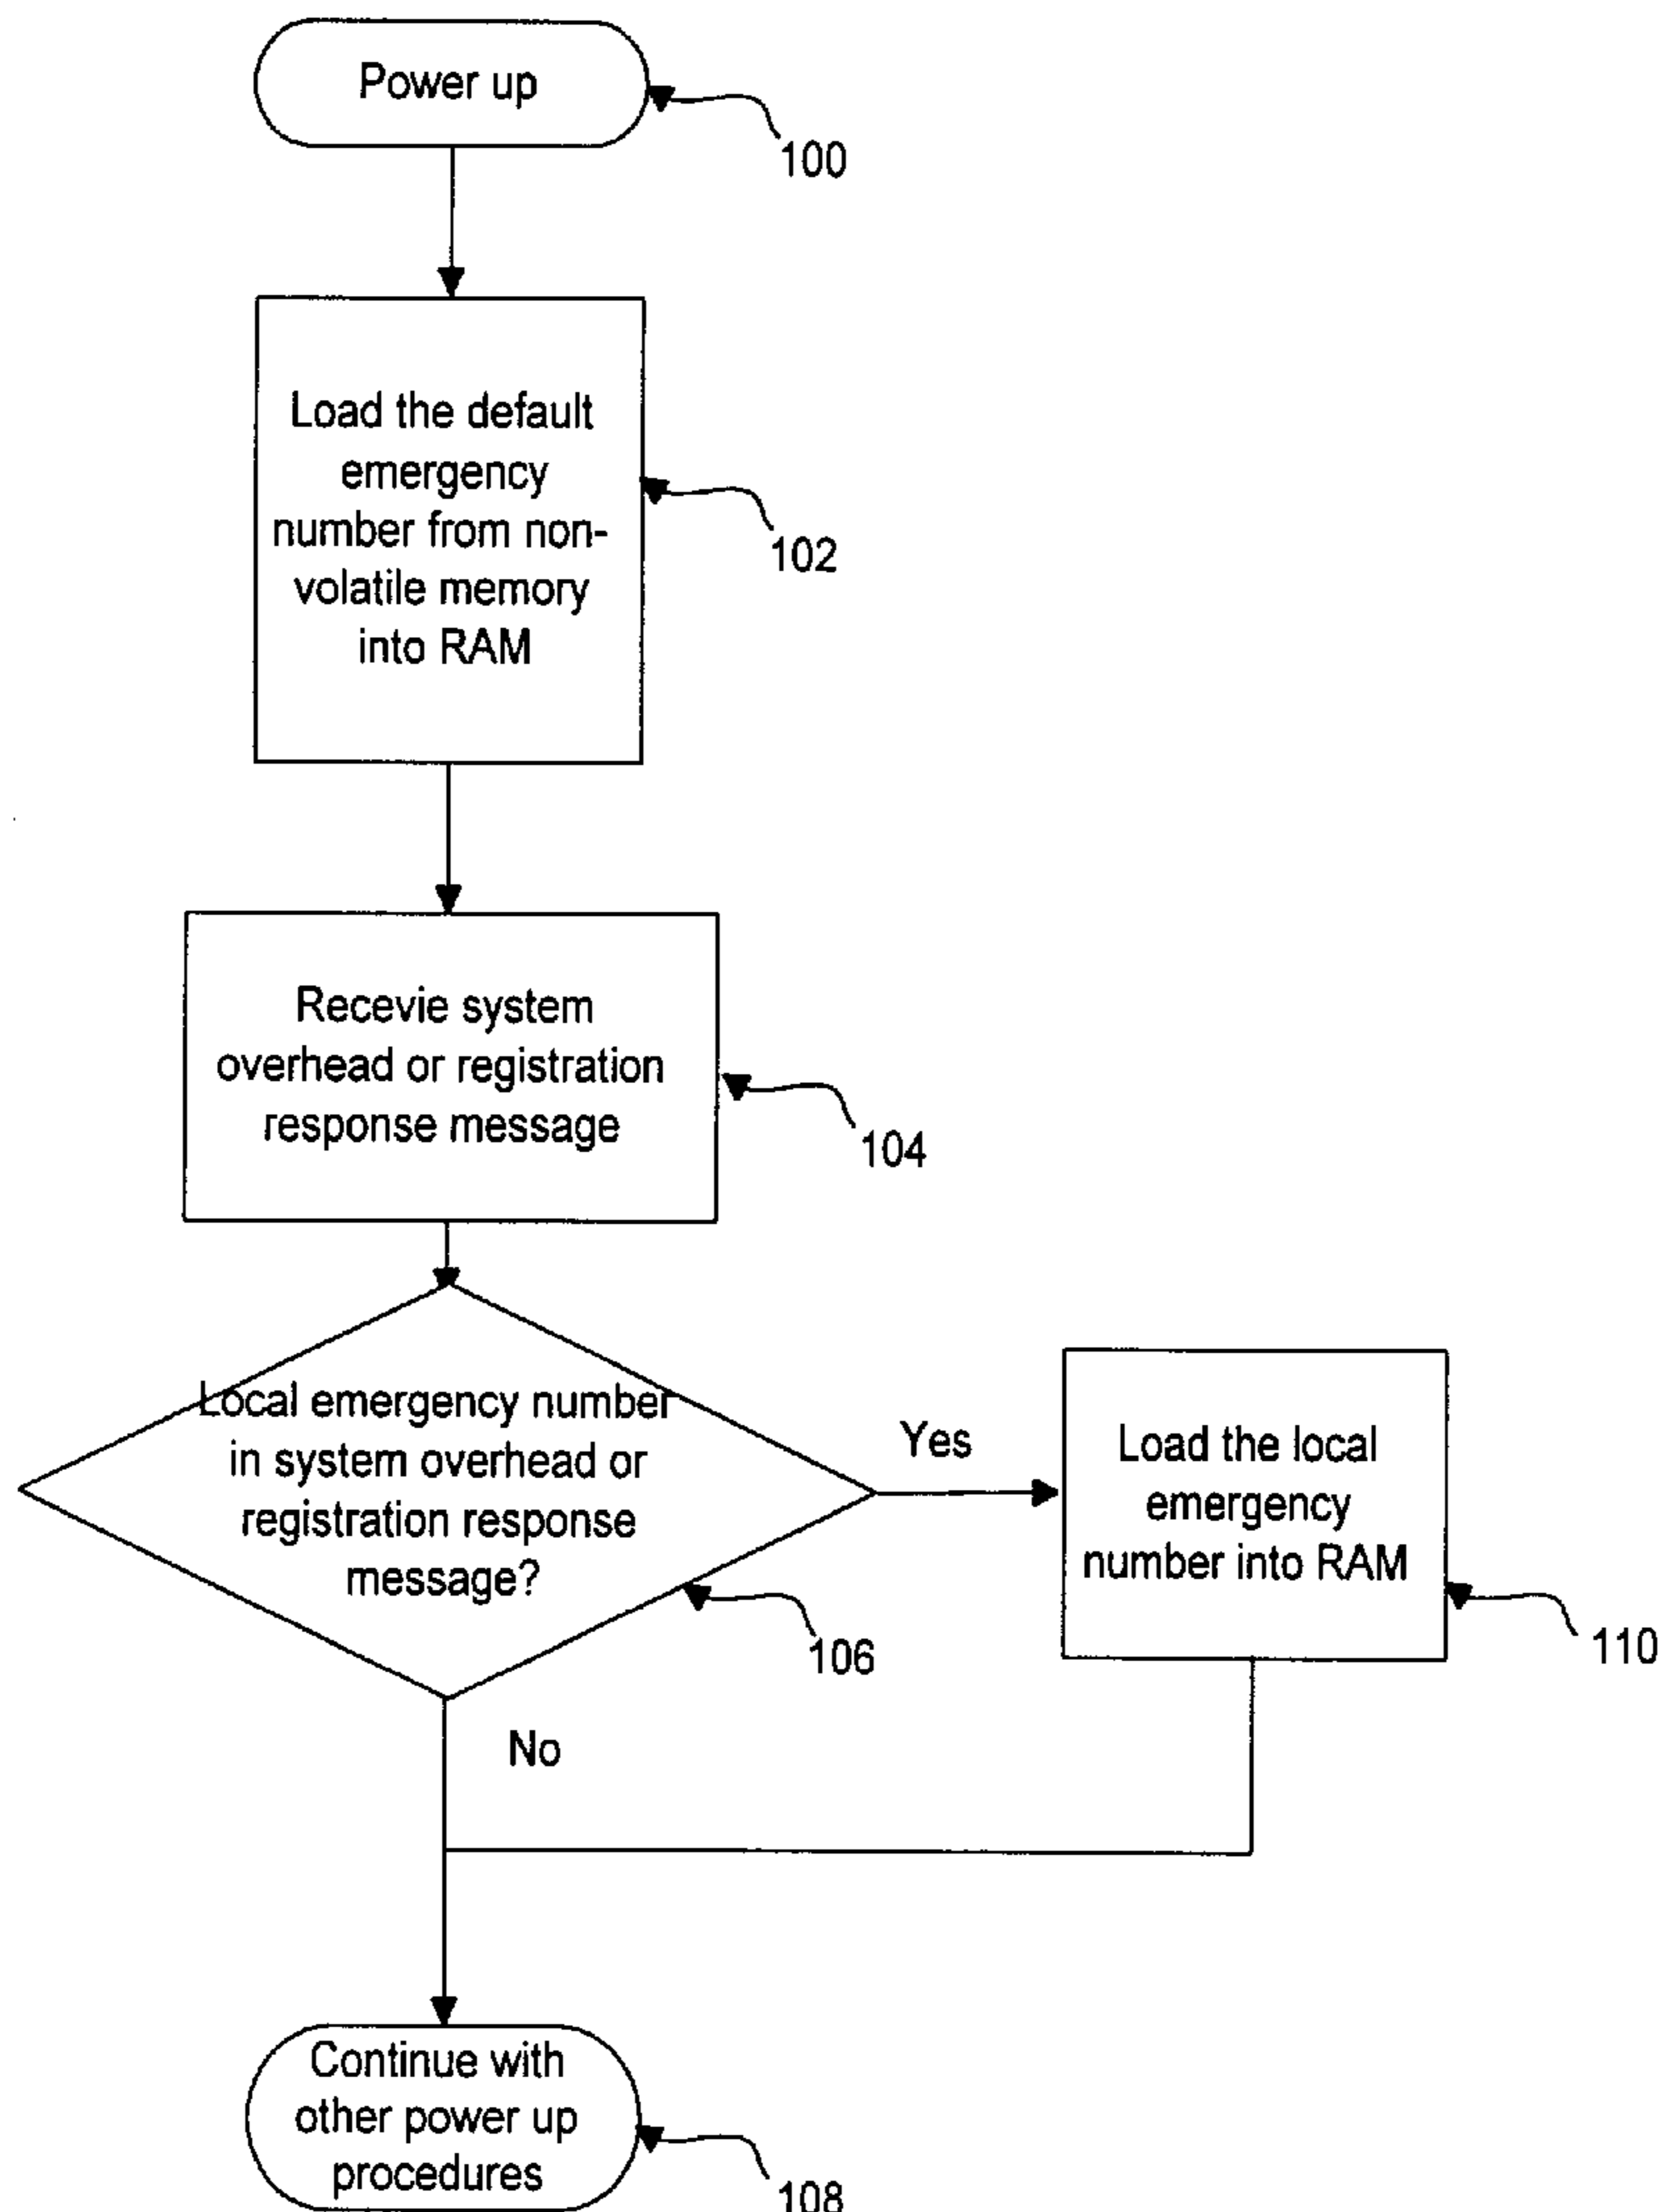 Power up
100
Load the default
emergency
number from non-
volatile memory
into RAM
102
Recevie system
overhead or registration
response message
104
Local emergency number
in system overhead or
registration response
message?
106
Yes
Load the local
emergency
number into RAM
110
No
Continue with
other power up
procedures
108